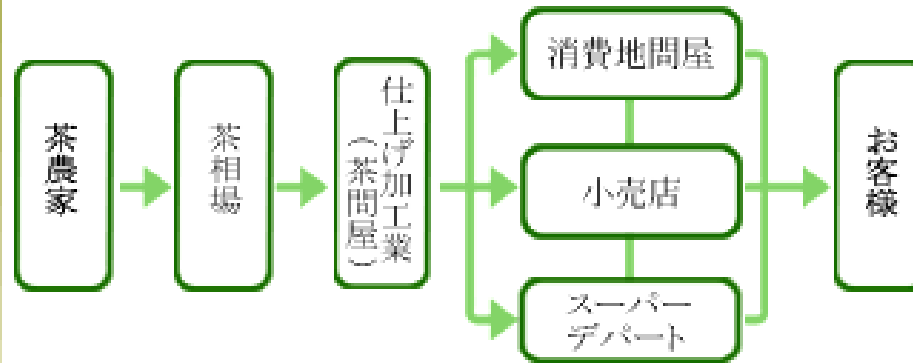 茶農家
茶相場
仕上げ加工業
（茶問屋）
消費地問屋
小売店
スーパー
デパート
お客様